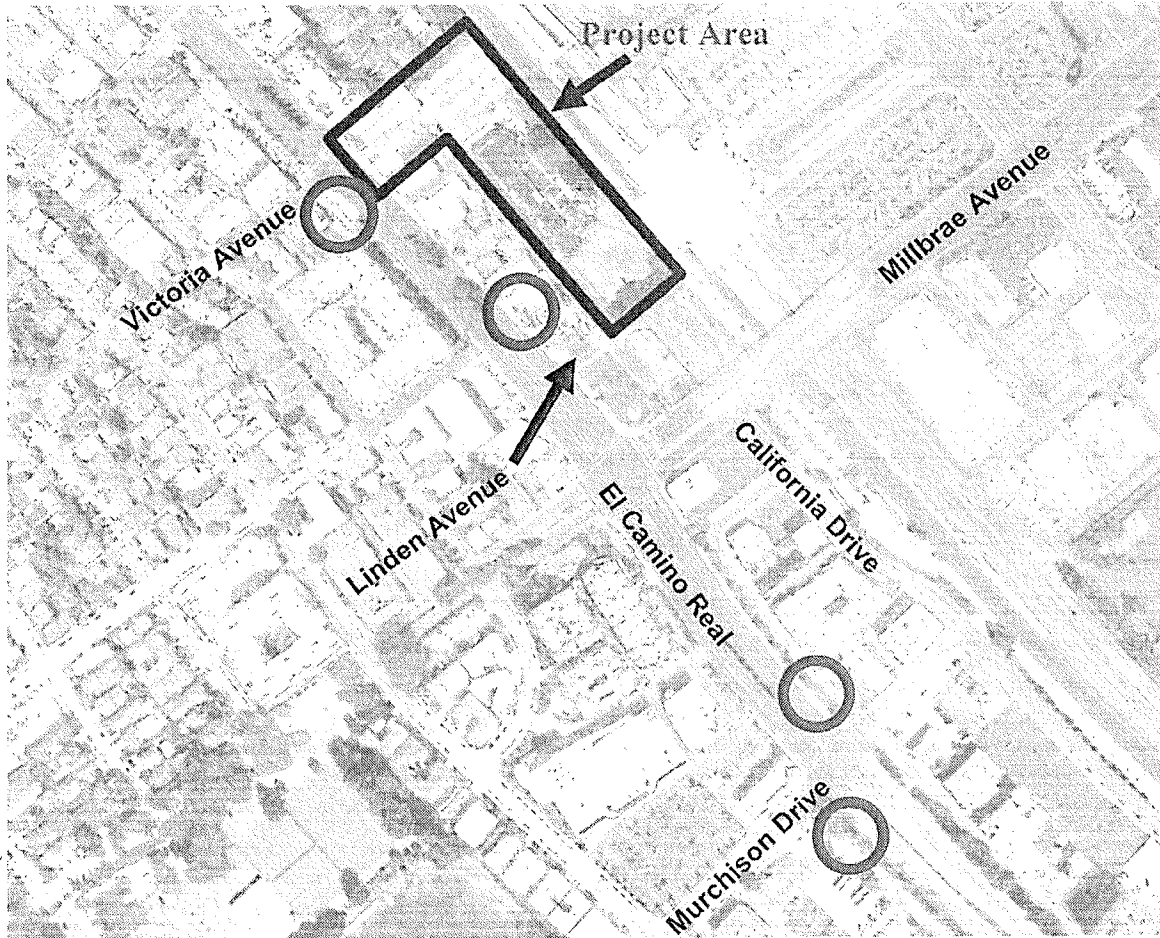 Project Area
Millbrae Avenue
Victoria Avenue
California Drive
Linden Avenue
El Camino Real
Murchison Drive